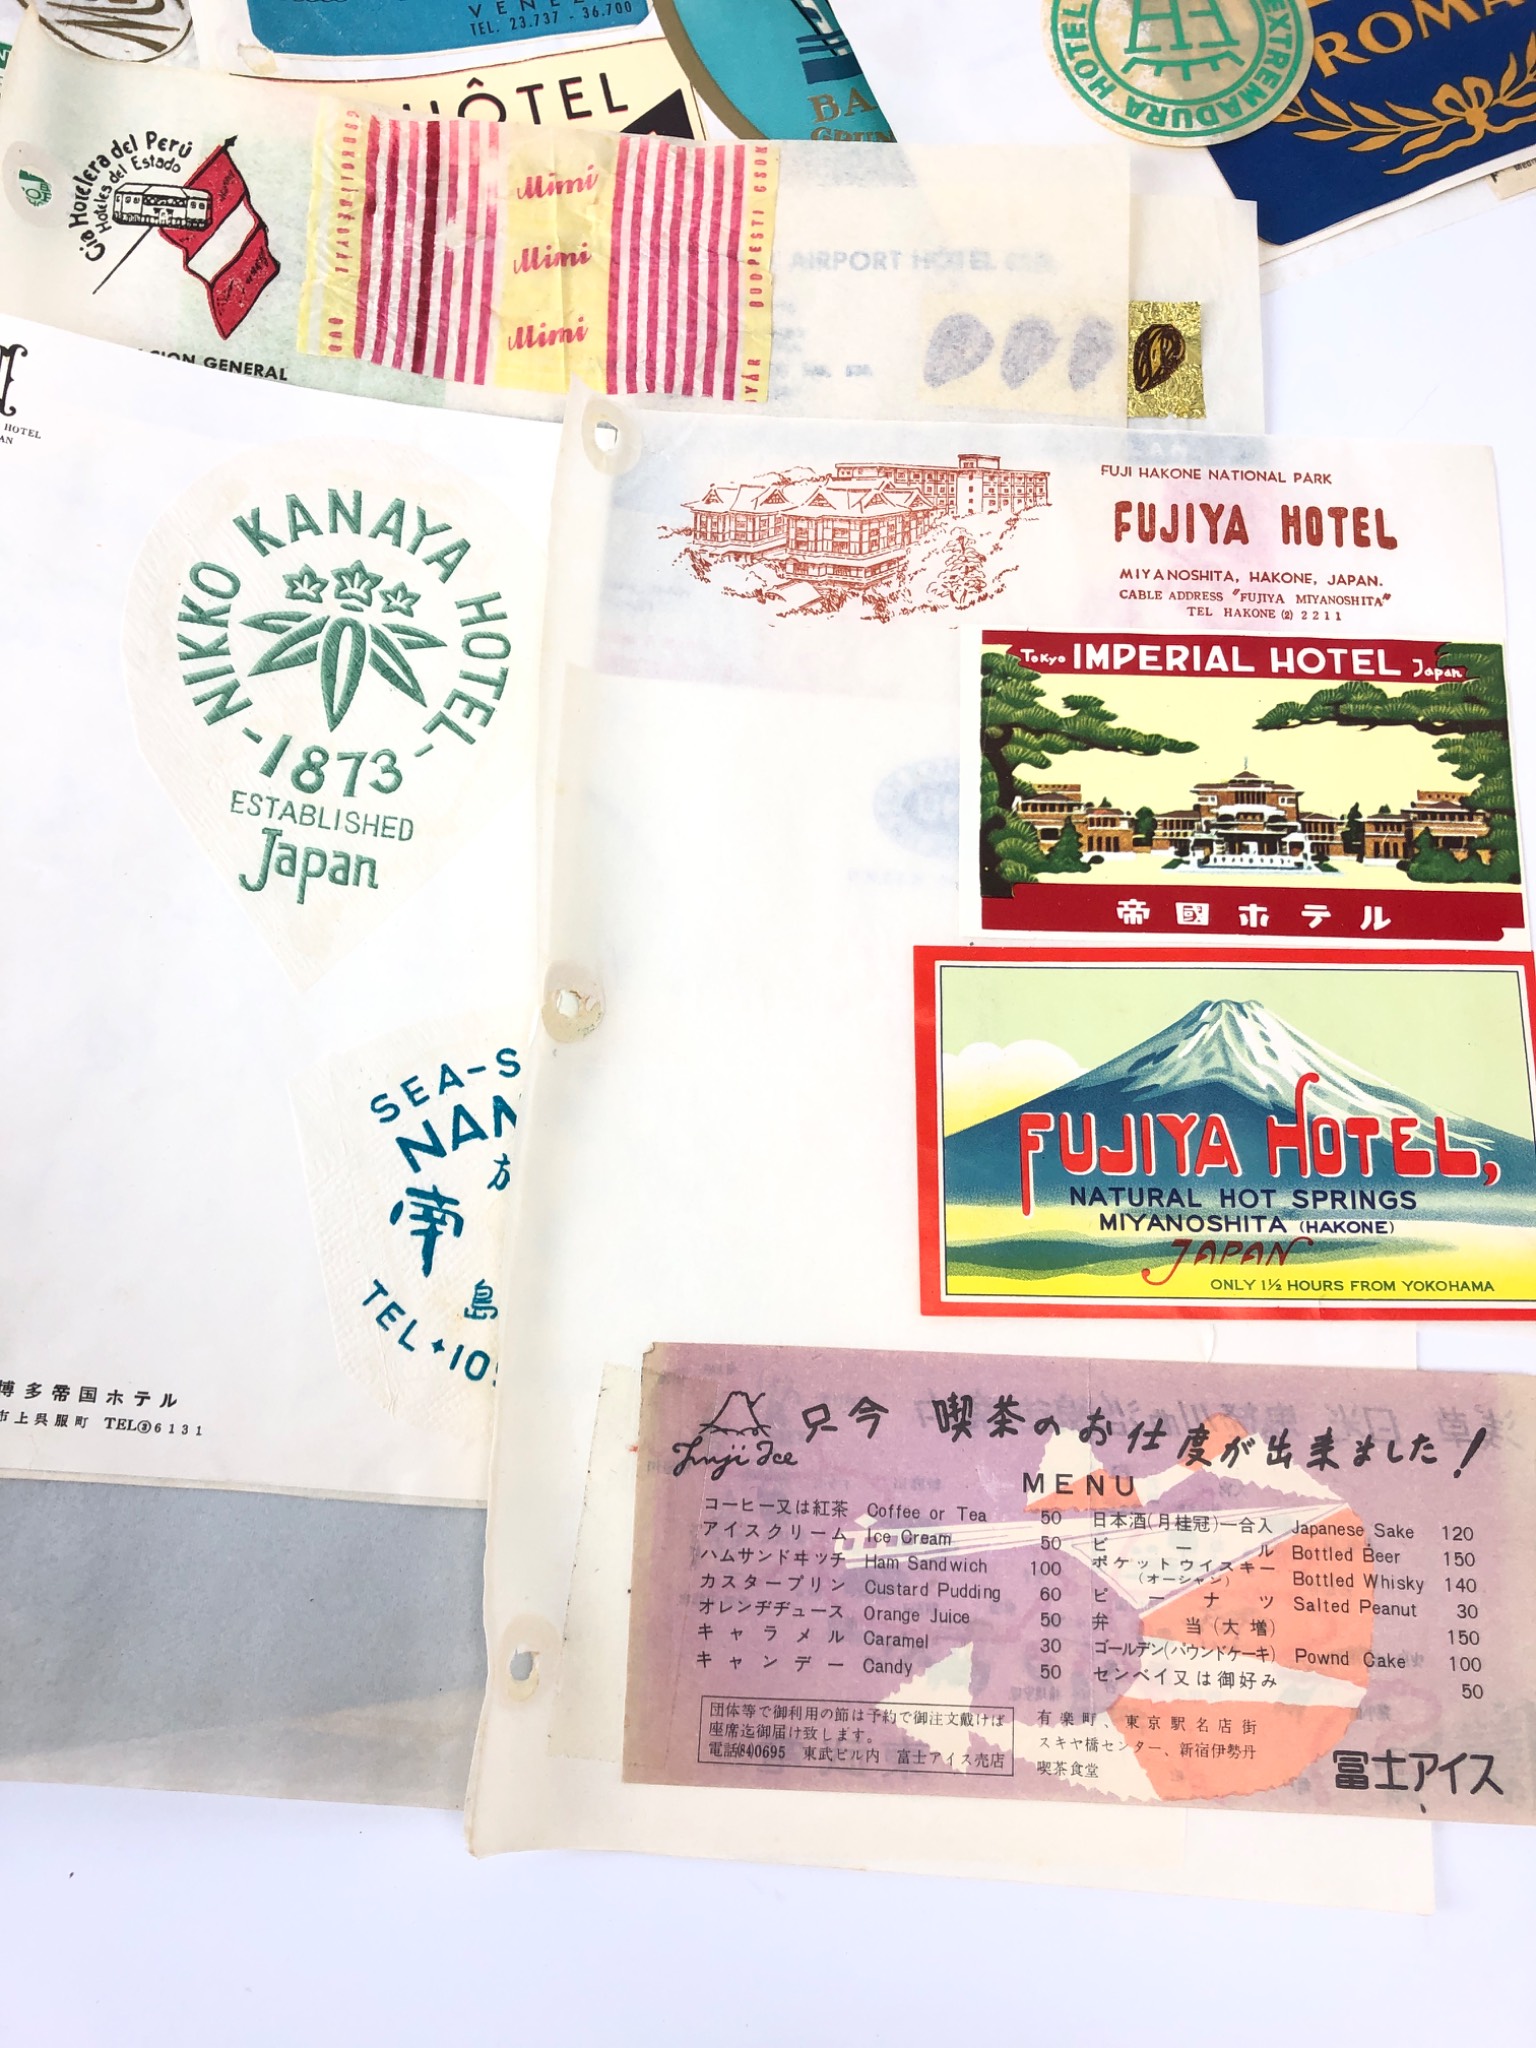 VENEZ
TEL. 23.737 - 36.700
HÔTEL
BA
HOTEL EXTREMADURA HOTEL
ROMA
Cia Hotelera del Perú
Hoteles del Estado
CION GENERAL
Mimi
Mimi
Mimi
AIRPORT HOTEL
HOTEL
AN
NIKKO KANAYA HOTEL
-1873-
ESTABLISHED
Japan
SEA-S
NAN
南
島
TEL
博多帝国ホテル
市上呉服町 TEL③6131
FUJI HAKONE NATIONAL PARK
FUJIYA HOTEL
MIYANOSHITA, HAKONE, JAPAN.
CABLE ADDRESS "FUJIYA MIYANOSHITA"
TEL HAKONE (2) 2211
Tokyo IMPERIAL HOTEL Japan
帝國ホテル
FUJIYA HOTEL,
NATURAL HOT SPRINGS
MIYANOSHITA (HAKONE)
JAPAN
ONLY 1½ HOURS FROM YOKOHAMA
Fuji Ice
只今 喫茶のお仕度が出来ました!
MENU
コーヒー又は紅茶 Coffee or Tea 50
アイスクリーム Ice Cream 50
ハムサンドヰッチ Ham Sandwich 100
カスタープリン Custard Pudding 60
オレンヂヂュース Orange Juice 50
キャラメル Caramel 30
キャンデー Candy 50
日本酒(月桂冠)一合入 Japanese Sake 120
ビール Bottled Beer 150
ポケットウイスキー Bottled Whisky 140
(オーシャン)
ピーナツ Salted Peanut 30
弁当(大増) 150
ゴールデン(パウンドケーキ) Pownd Cake 100
センベイ又は御好み 50
団体等で御利用の節は予約で御注文戴けば
座席迄御届け致します。
東武ビル内 富士アイス売店
有楽町、東京駅名店街
スキヤ橋センター、新宿伊勢丹
喫茶食堂
冨士アイス